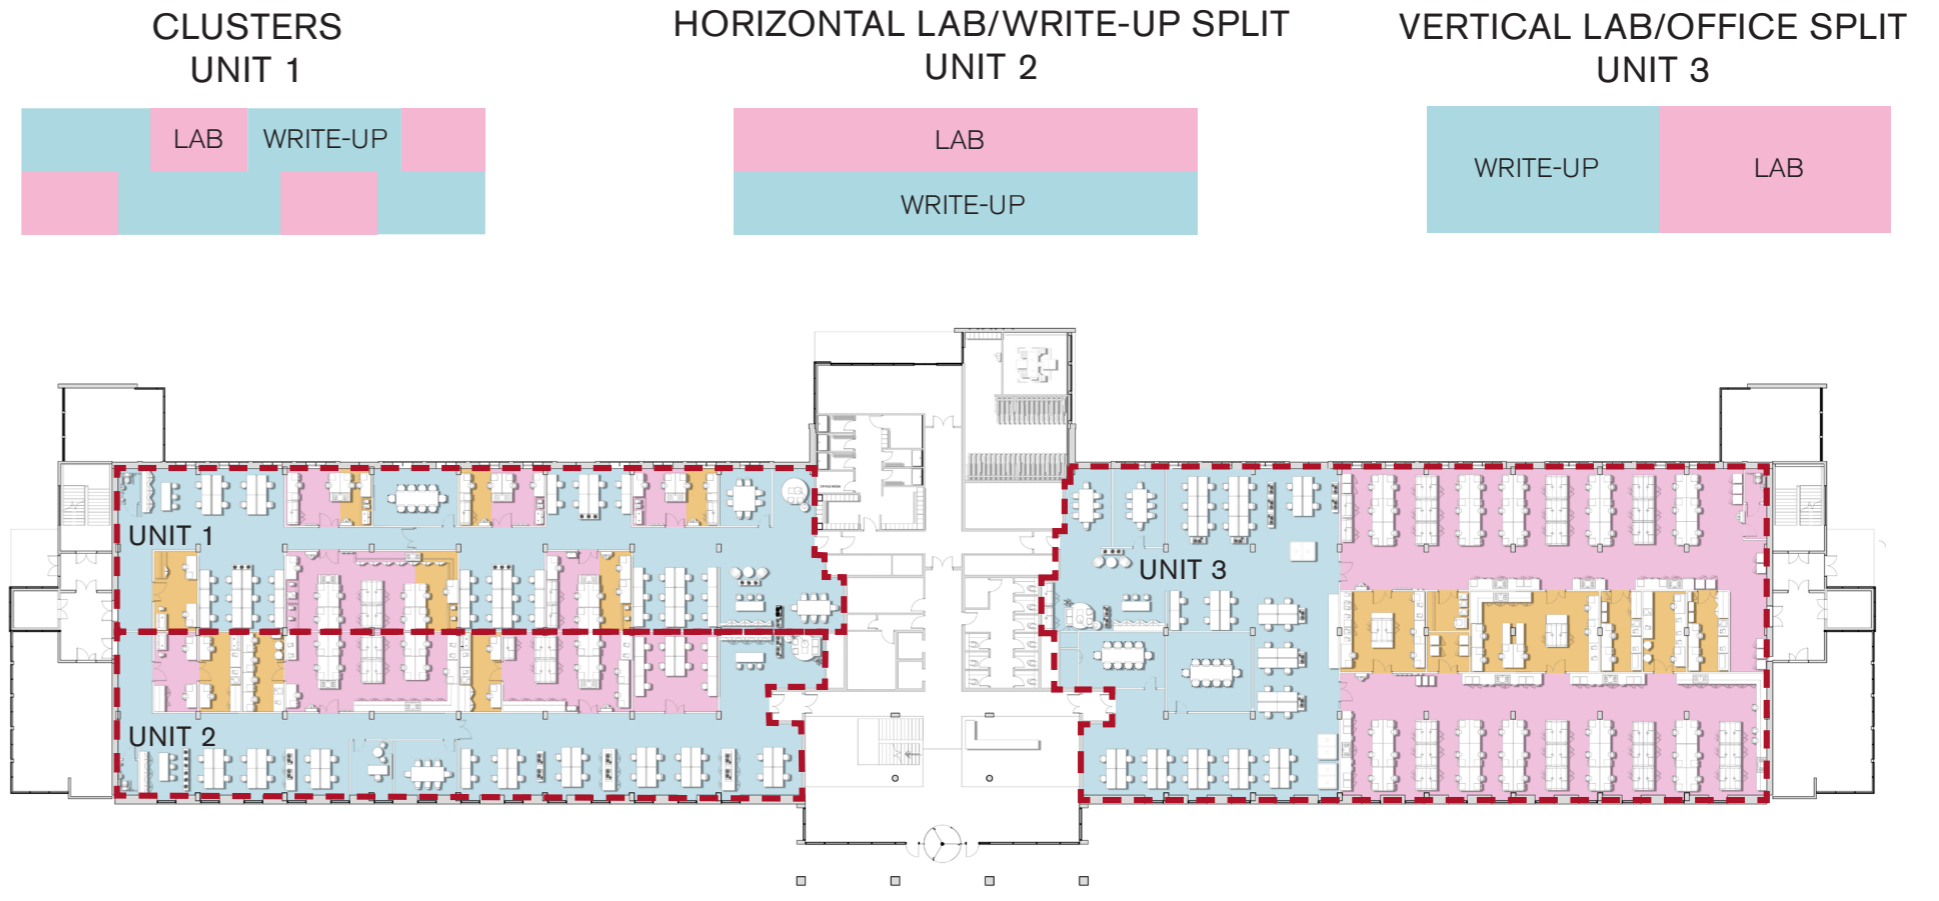 CLUSTERS
UNIT 1
HORIZONTAL LAB/WRITE-UP SPLIT
UNIT 2
VERTICAL LAB/OFFICE SPLIT
UNIT 3
LAB
WRITE-UP
LAB
WRITE-UP
WRITE-UP
LAB
UNIT 1
UNIT 2
UNIT 3